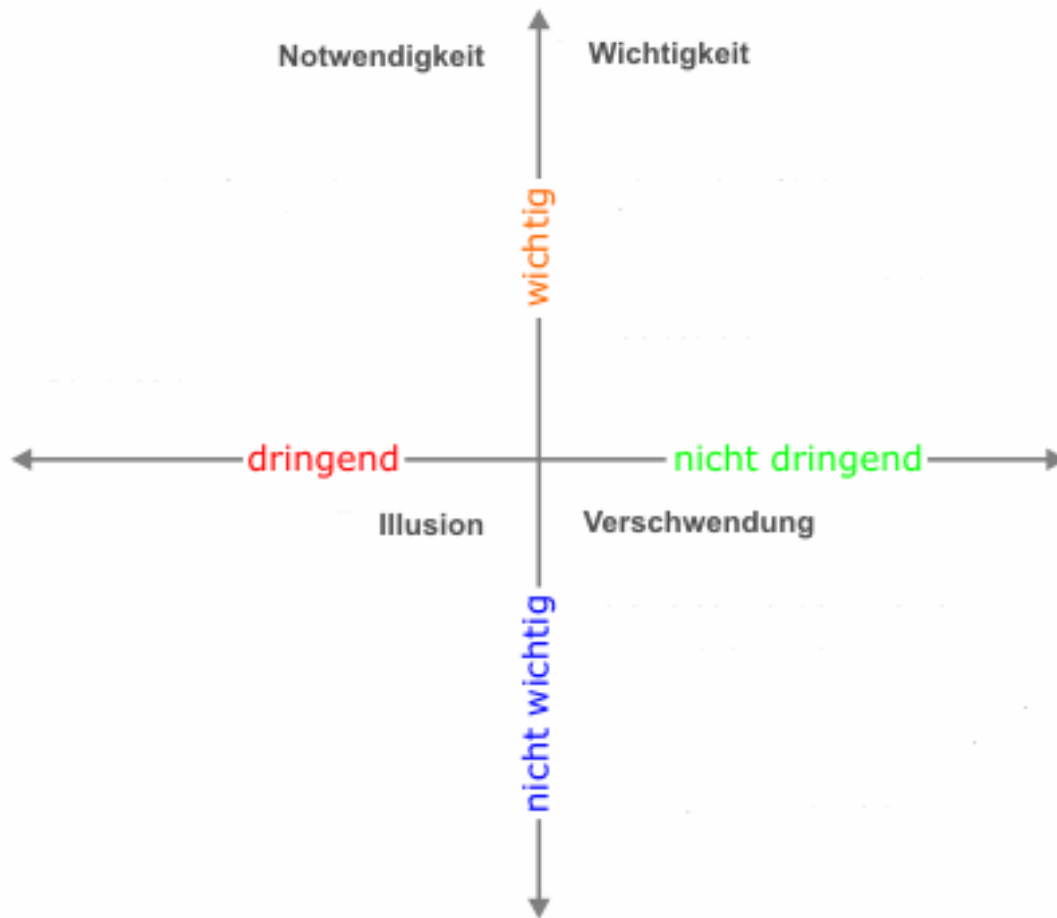 Notwendigkeit
Wichtigkeit
wichtig
dringend
nicht dringend
Illusion
Verschwendung
nicht wichtig